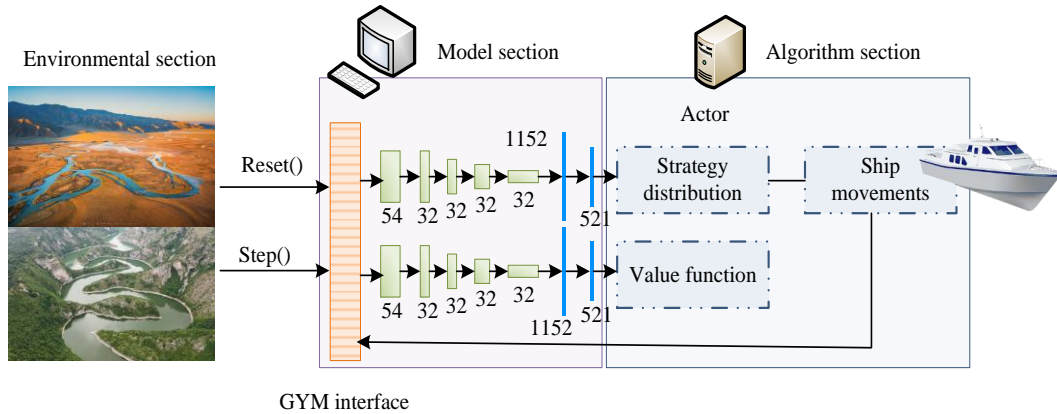 Environmental section
Model section
Algorithm section
Actor
Reset()
54
32
32
32
32
1152
521
Strategy
distribution
Ship
movements
Step()
54
32
32
32
32
1152
521
Value function
GYM interface